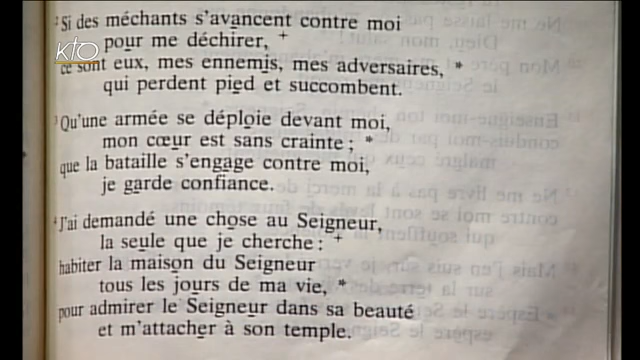 ² Si des méchants s'avancent contre moi
pour me déchirer, +
ce sont eux, mes ennemis, mes adversaires, *
qui perdent pied et succombent.
³ Qu'une armée se déploie devant moi,
mon cœur est sans crainte ; *
que la bataille s'engage contre moi,
je garde confiance.
⁴ J'ai demandé une chose au Seigneur,
la seule que je cherche : +
habiter la maison du Seigneur
tous les jours de ma vie, *
pour admirer le Seigneur dans sa beauté
et m'attacher à son temple.
KTO